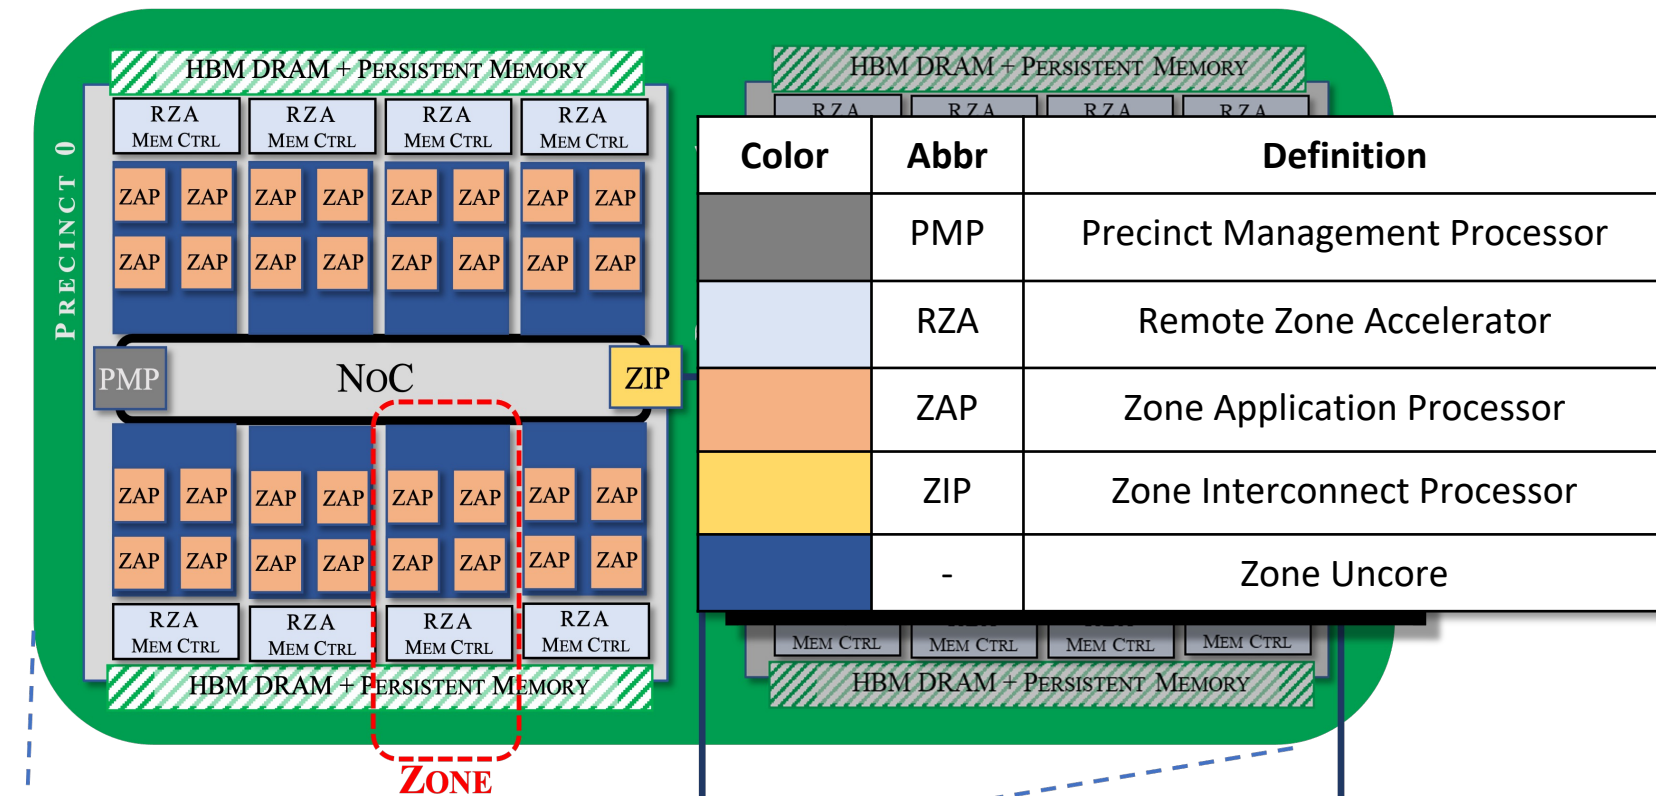 PRECINCT 0
HBM DRAM + PERSISTENT MEMORY
RZA RZA RZA RZA
MEM CTRL MEM CTRL MEM CTRL MEM CTRL
ZAP ZAP ZAP ZAP ZAP ZAP ZAP ZAP
ZAP ZAP ZAP ZAP ZAP ZAP ZAP ZAP
PMP NOC ZIP
ZAP ZAP ZAP ZAP ZAP ZAP ZAP ZAP
ZAP ZAP ZAP ZAP ZAP ZAP ZAP ZAP
RZA RZA RZA RZA
MEM CTRL MEM CTRL MEM CTRL MEM CTRL
HBM DRAM + PERSISTENT MEMORY
ZONE
HBM DRAM + PERSISTENT MEMORY
RZA RZA RZA RZA
Color Abbr Definition
PMP Precinct Management Processor
RZA Remote Zone Accelerator
ZAP Zone Application Processor
ZIP Zone Interconnect Processor
- Zone Uncore
MEM CTRL MEM CTRL MEM CTRL MEM CTRL
HBM DRAM + PERSISTENT MEMORY